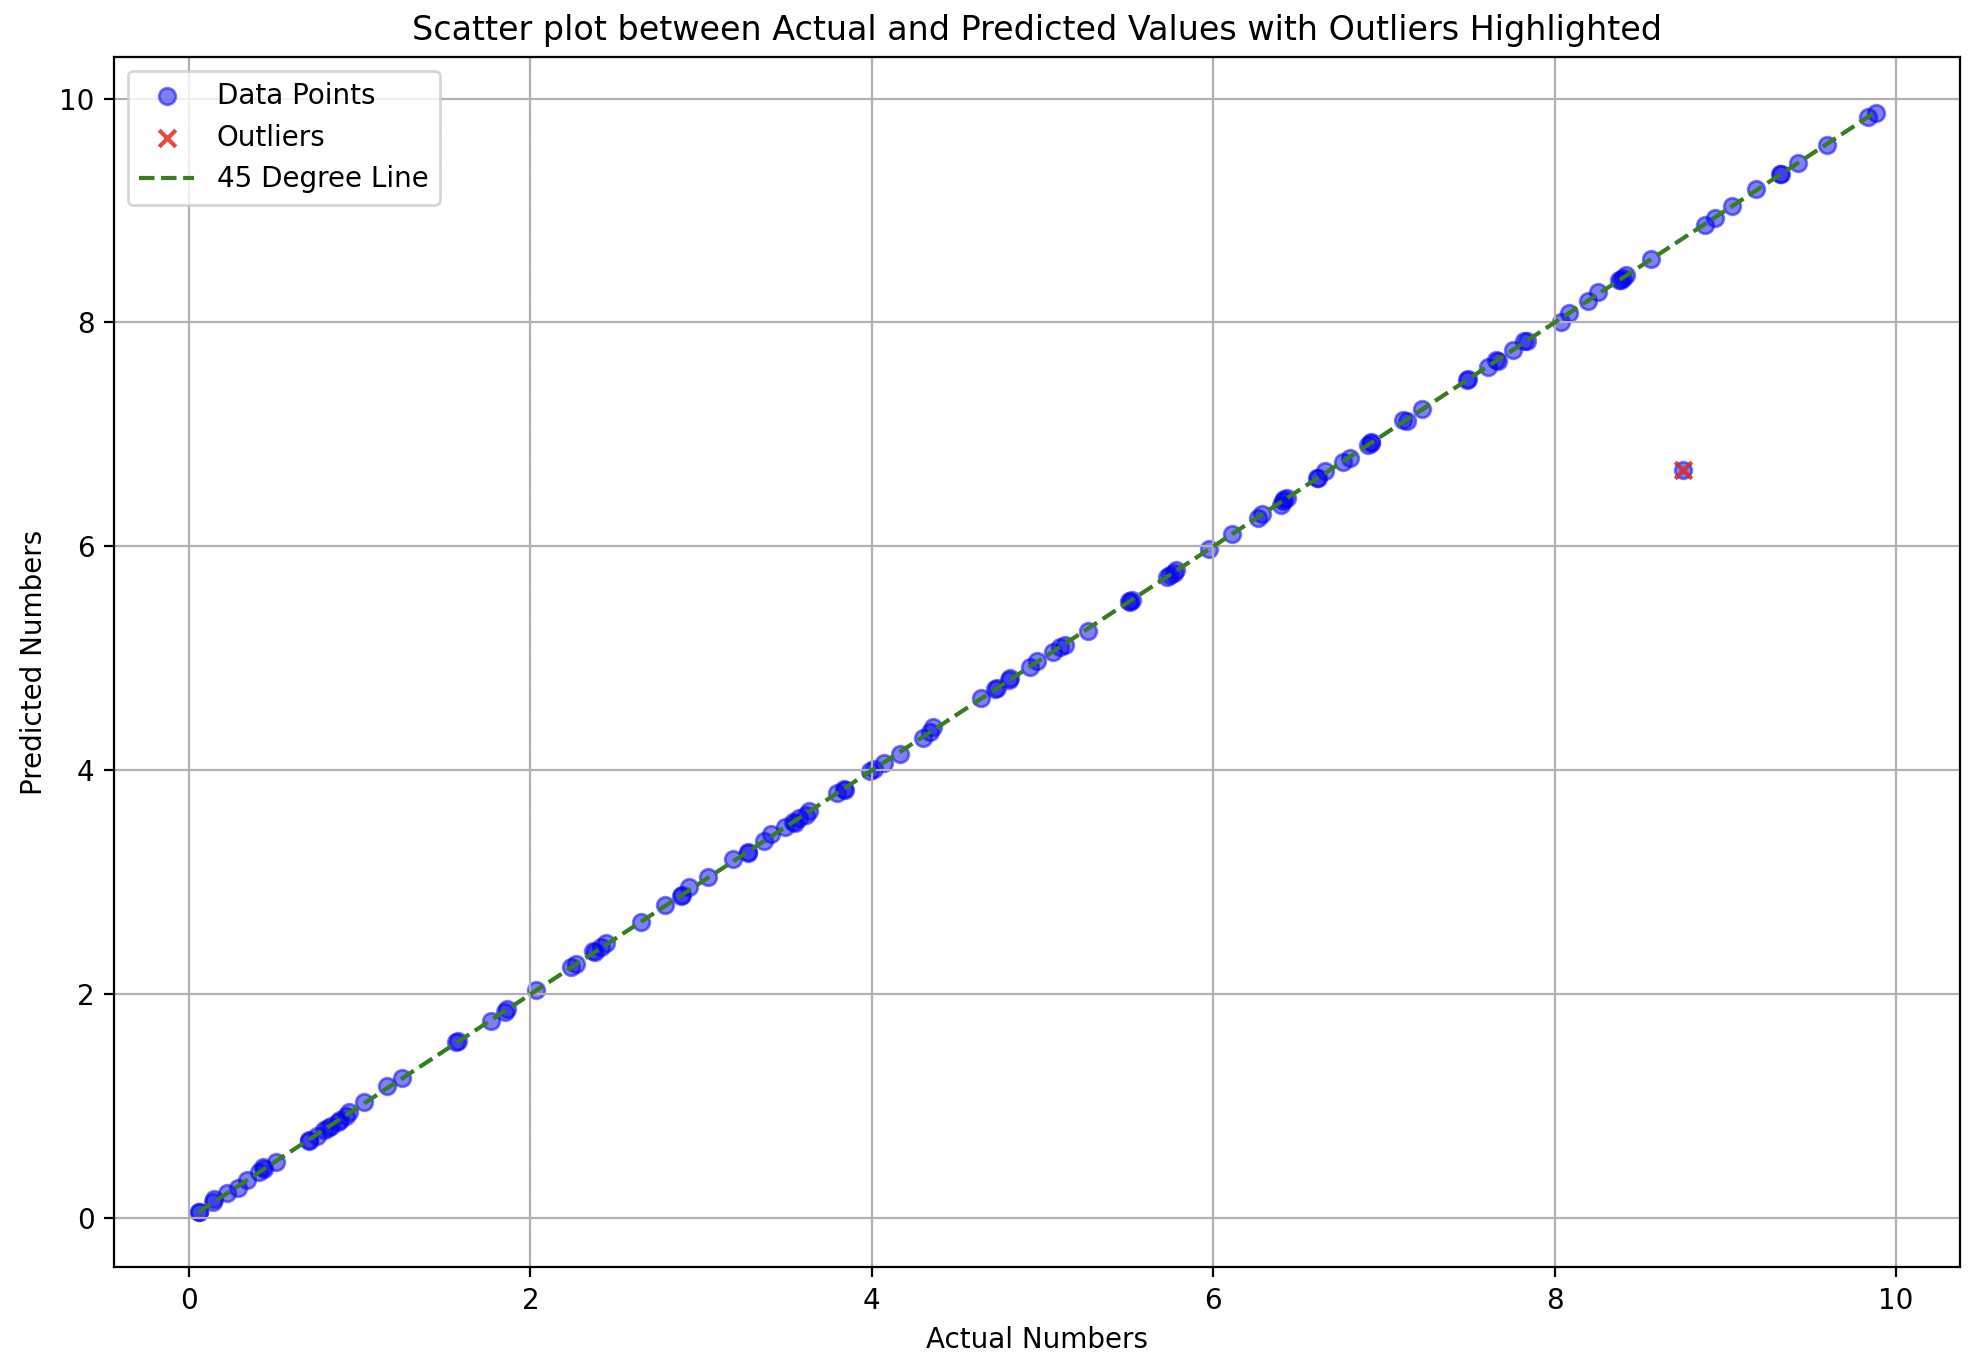 Scatter plot between Actual and Predicted Values with Outliers Highlighted
Data Points
Outliers
45 Degree Line
10
8
6
4
2
0
Predicted Numbers
0 2 4 6 8 10
Actual Numbers